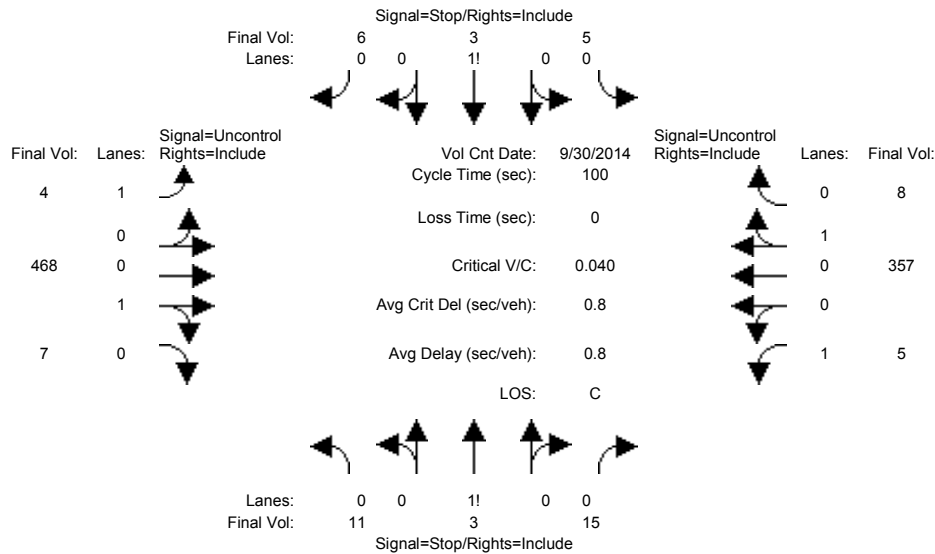 Signal=Stop/Rights=Include
Final Vol: 6 3 5
Lanes: 0 0 1! 0 0
Signal=Uncontrol Signal=Uncontrol
Final Vol: Lanes: Rights=Include Vol Cnt Date: 9/30/2014 Rights=Include Lanes: Final Vol:
Cycle Time (sec): 100
4 1 0 8
Loss Time (sec): 0
0 1
468 0 Critical V/C: 0.040 0 357
1 Avg Crit Del (sec/veh): 0.8 0
7 0 Avg Delay (sec/veh): 0.8 1 5
LOS: C
Lanes: 0 0 1! 0 0
Final Vol: 11 3 15
Signal=Stop/Rights=Include